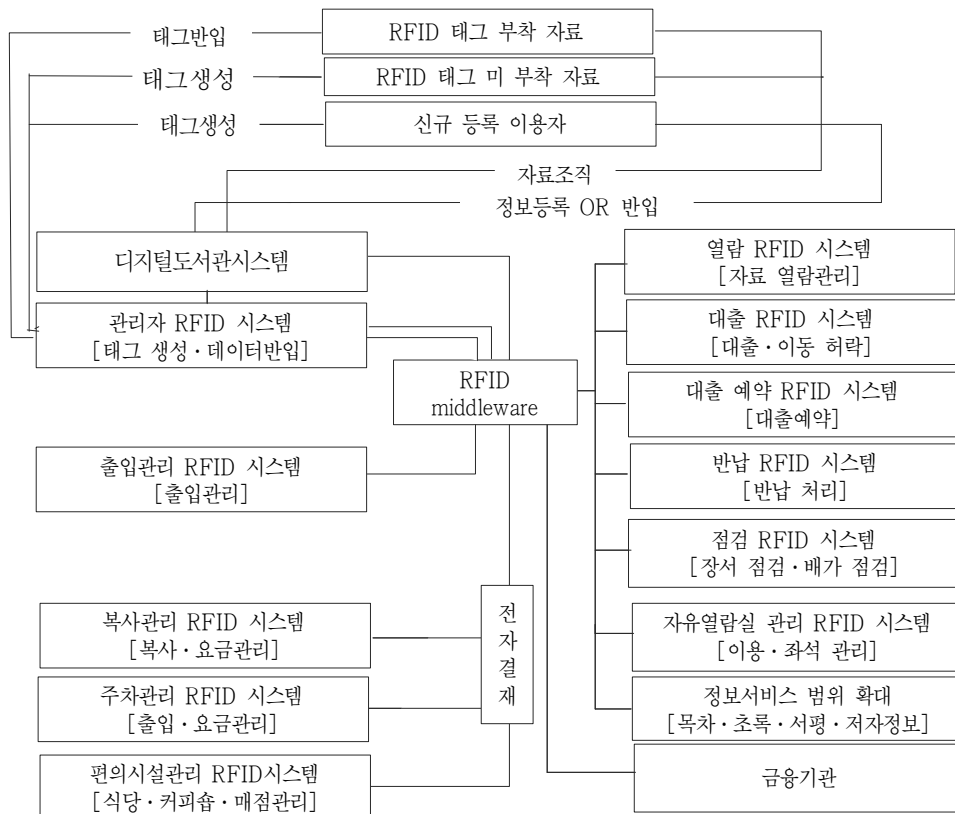 태그반입
RFID 태그 부착 자료
태그생성
RFID 태그 미 부착 자료
태그생성
신규 등록 이용자
자료조직
정보등록 OR 반입
디지털도서관시스템
관리자 RFID 시스템
[태그 생성·데이터반입]
RFID
middleware
출입관리 RFID 시스템
[출입관리]
전
자
결
재
복사관리 RFID 시스템
[복사·요금관리]
주차관리 RFID 시스템
[출입·요금관리]
편의시설관리 RFID시스템
[식당·커피숍·매점관리]
열람 RFID 시스템
[자료 열람관리]
대출 RFID 시스템
[대출·이동 허락]
대출 예약 RFID 시스템
[대출예약]
반납 RFID 시스템
[반납 처리]
점검 RFID 시스템
[장서 점검·배가 점검]
자유열람실 관리 RFID 시스템
[이용·좌석 관리]
정보서비스 범위 확대
[목차·초록·서평·저자정보]
금융기관